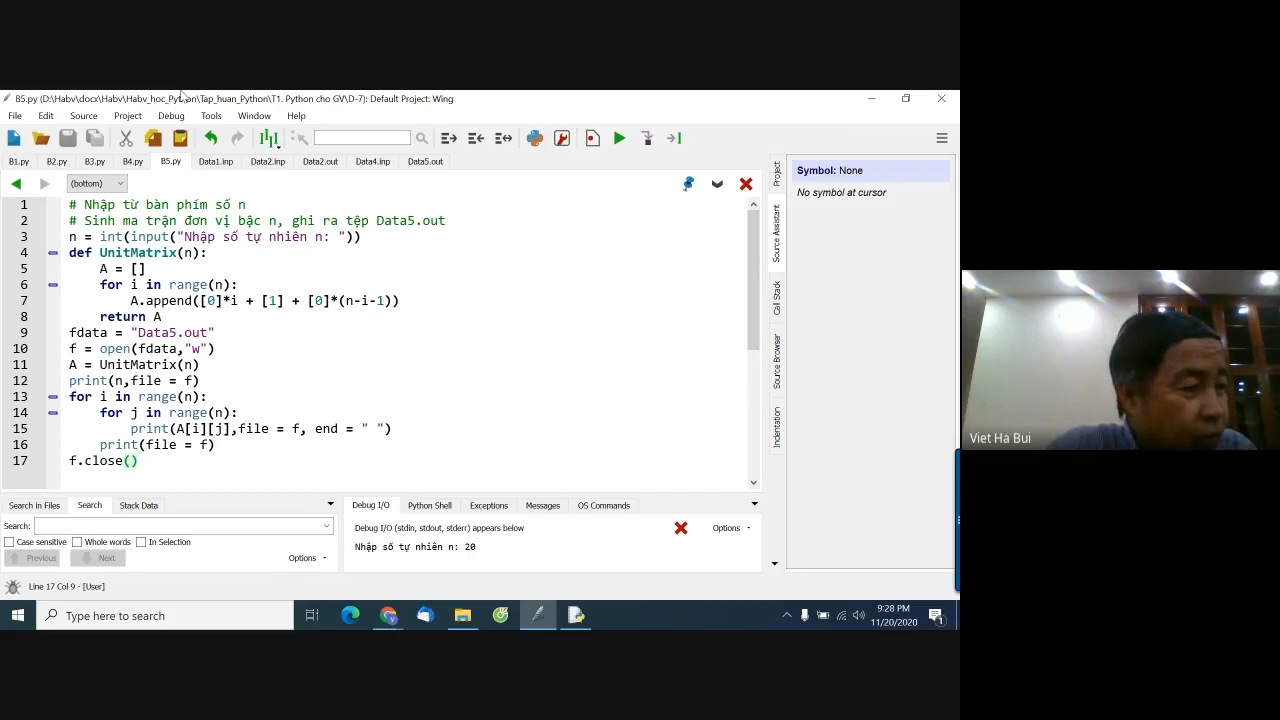 B5.py (D:\Habv\docx\Habv\Habv_hoc_Python\Tap_huan_Python\T1. Python cho GV\D-7): Default Project: Wing
File Edit Source Project Debug Tools Window Help
B1.py B2.py B3.py B4.py B5.py Data1.inp Data2.inp Data2.out Data4.inp Data5.out
(bottom)
1 # Nhập từ bàn phím số n
2 # Sinh ma trận đơn vị bậc n, ghi ra tệp Data5.out
3 n = int(input("Nhập số tự nhiên n: "))
4 def UnitMatrix(n):
5 A = []
6 for i in range(n):
7 A.append([0]*i + [1] + [0]*(n-i-1))
8 return A
9 fdata = "Data5.out"
10 f = open(fdata,"w")
11 A = UnitMatrix(n)
12 print(n,file = f)
13 for i in range(n):
14 for j in range(n):
15 print(A[i][j],file = f, end = " ")
16 print(file = f)
17 f.close()
Project
Source Assistant
Call Stack
Source Browser
Indentation
Symbol: None
No symbol at cursor
Search in Files Search Stack Data
Search:
Case sensitive Whole words In Selection
Previous Next Options
Debug I/O Python Shell Exceptions Messages OS Commands
Debug I/O (stdin, stdout, stderr) appears below
Options
Nhập số tự nhiên n: 20
Line 17 Col 9 - [User]
Type here to search
9:28 PM
11/20/2020
1
Viet Ha Bui